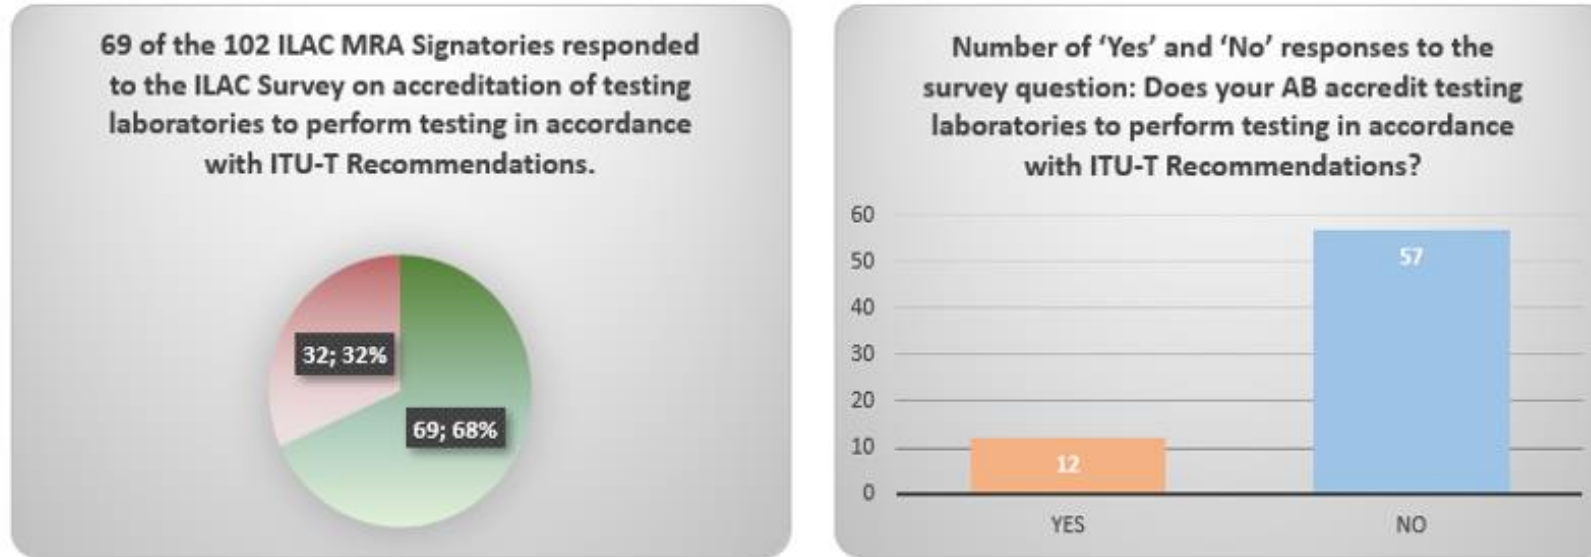 69 of the 102 ILAC MRA Signatories responded
to the ILAC Survey on accreditation of testing
laboratories to perform testing in accordance
with ITU-T Recommendations.
32; 32%
69; 68%
Number of ‘Yes’ and ‘No’ responses to the
survey question: Does your AB accredit testing
laboratories to perform testing in accordance
with ITU-T Recommendations?
60
50
57
40
30
20
10
12
0
YES NO